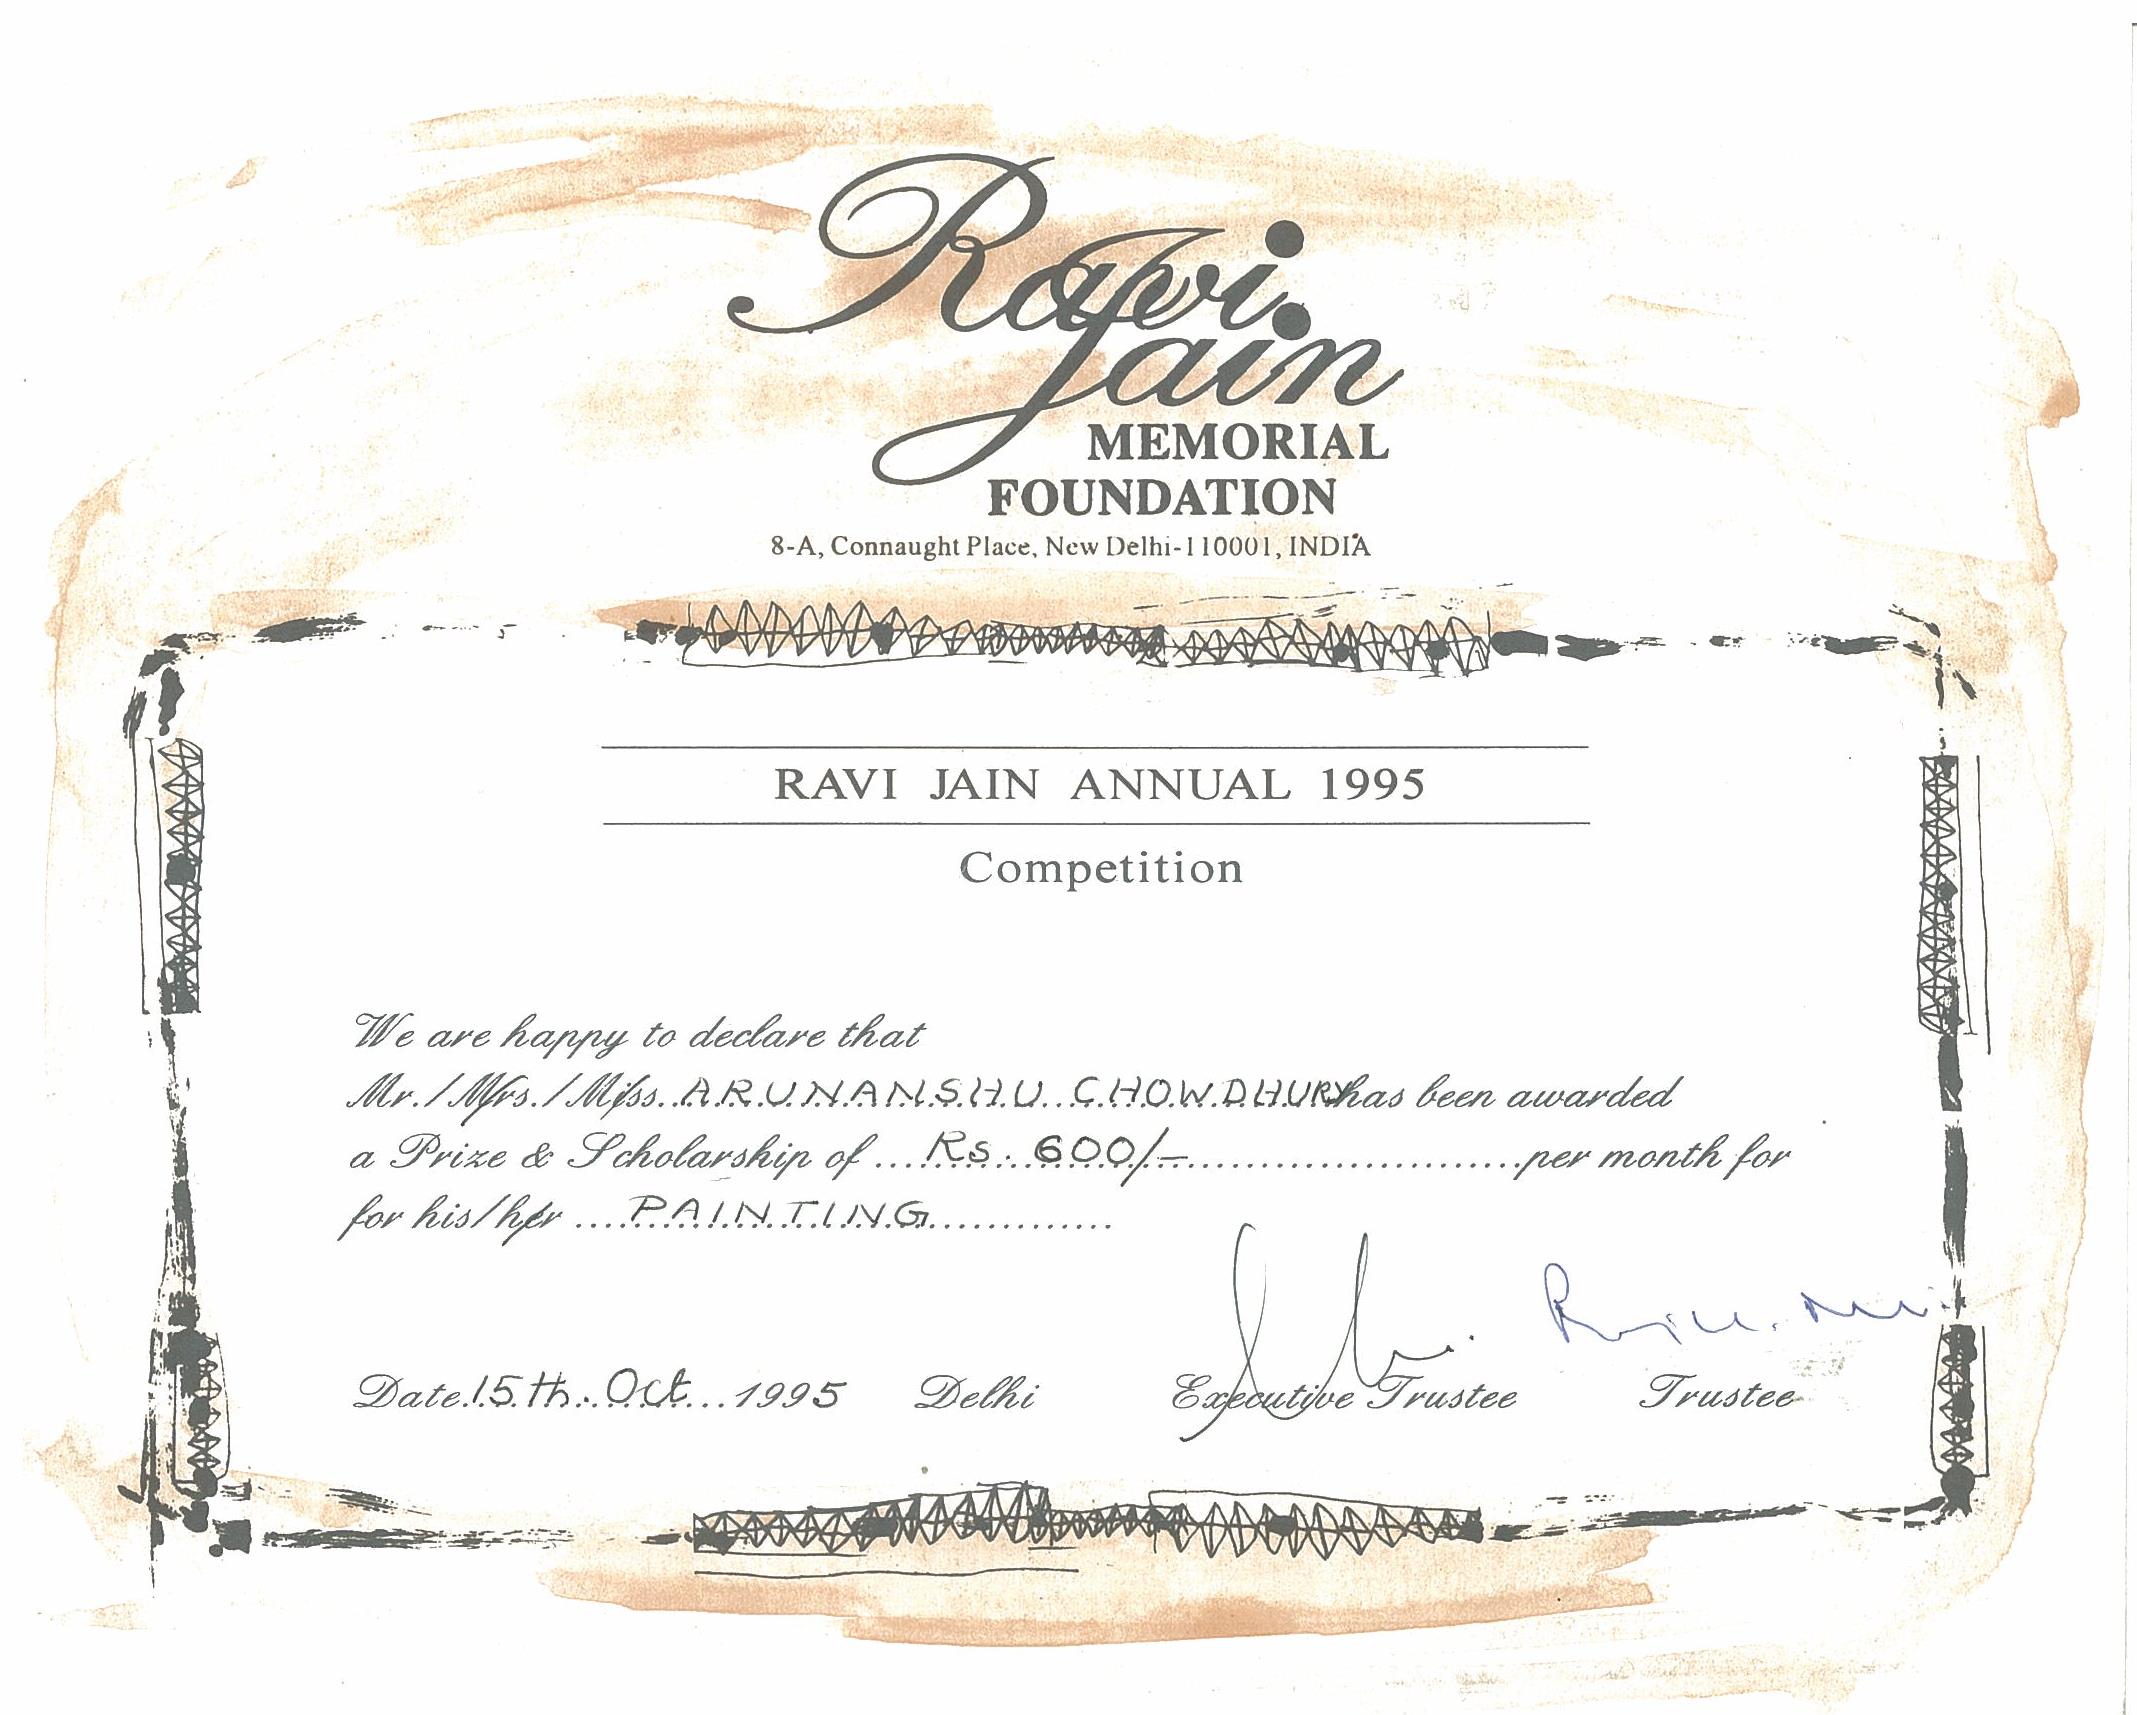 Ravi
Jain
MEMORIAL
FOUNDATION
8-A, Connaught Place, New Delhi-110001, INDIA
RAVI JAIN ANNUAL 1995
Competition
We are happy to declare that
Mr./Mrs./Miss..ARUNANSHU CHOWDHURY has been awarded
a Prize & Scholarship of ....Rs. 600/-..............................per month for
for his/her ....PAINTING.............
Date.15th. Oct...1995 Delhi Executive Trustee Trustee